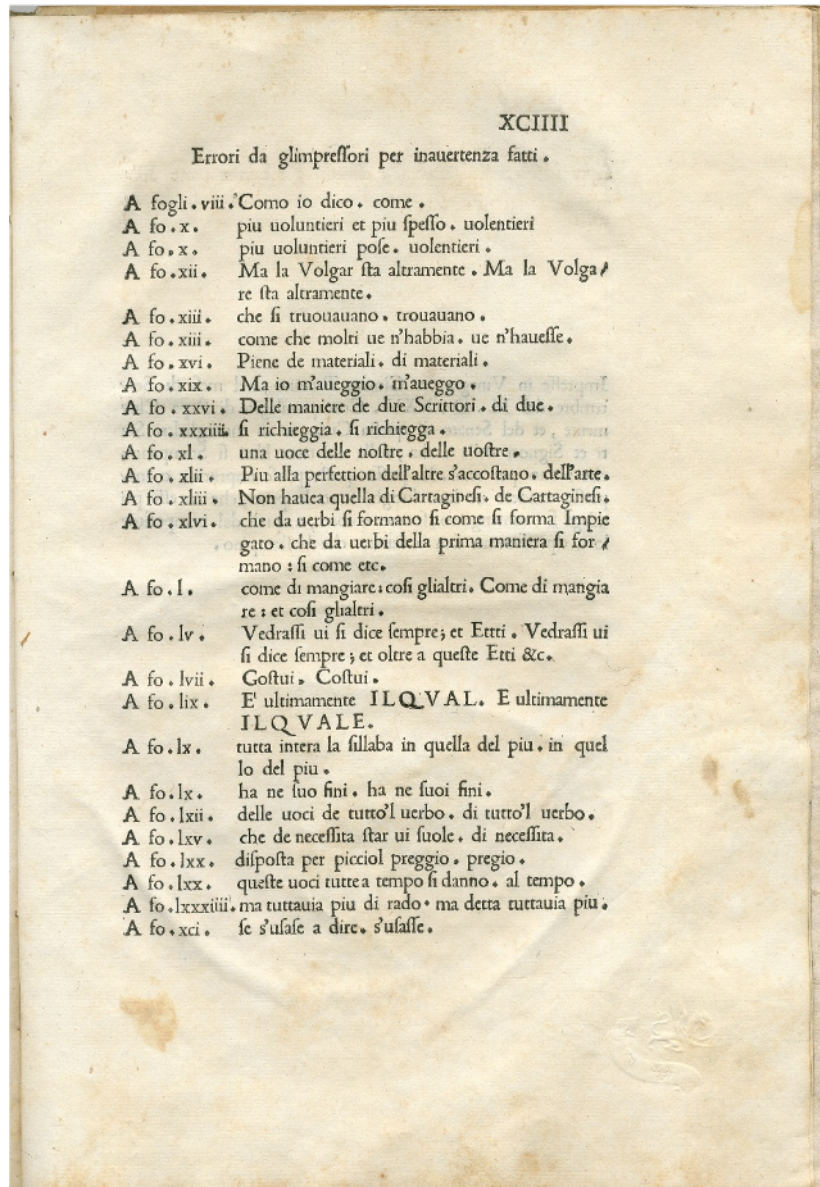 XCIIII
Errori da glimpreſſori per inauertenza fatti.
A fogli.viii. Como io dico. come.
A fo.x. piu uoluntieri et piu ſpeſſo. uolentieri
A fo.x. piu uoluntieri poſe. uolentieri.
A fo.xii. Ma la Volgar ſta altramente. Ma la Volga/
re ſta altramente.
A fo.xiii. che ſi truouauano. trouauano.
A fo.xiii. come che molti ue n'habbia. ue n'haueſſe.
A fo.xvi. Piene de materiali. di materiali.
A fo.xix. Ma io m'aueggio. m'aueggo.
A fo.xxvi. Delle maniere de due Scrittori. di due.
A fo.xxxiiii. ſi richieggia. ſi richiegga.
A fo.xl. una uoce delle noſtre. delle uoſtre.
A fo.xlii. Piu alla perfettion dell'altre s'accoſtano. dell'arte.
A fo.xliii. Non hauea quella di Cartagineſi. de Cartagineſi.
A fo.xlvi. che da uerbi ſi formano ſi come ſi forma Impie
gato. che da uerbi della prima maniera ſi for/
mano: ſi come etc.
A fo.l. come di mangiare: coſi glialtri. Come di mangia
re: et coſi glialtri.
A fo.lv. Vedraſſi ui ſi dice ſempre; et Ettti. Vedraſſi ui
ſi dice ſempre; et oltre a queſte Etti &c.
A fo.lvii. Goſtui. Coſtui.
A fo.lix. E' ultimamente ILQVAL. E ultimamente
ILQVALE.
A fo.lx. tutta intera la ſillaba in quella del piu. in quel
lo del piu.
A fo.lx. ha ne ſuo fini. ha ne ſuoi fini.
A fo.lxii. delle uoci de tutto'l uerbo. di tutto'l uerbo.
A fo.lxv. che de neceſſita ſtar ui ſuole. di neceſſita.
A fo.lxx. diſpoſta per picciol preggio. pregio.
A fo.lxx. queſte uoci tutte a tempo ſi danno. al tempo.
A fo.lxxxiiii. ma tuttauia piu di rado. ma detta tuttauia piu.
A fo.xci. ſe s'uſaſe a dire. s'uſaſſe.